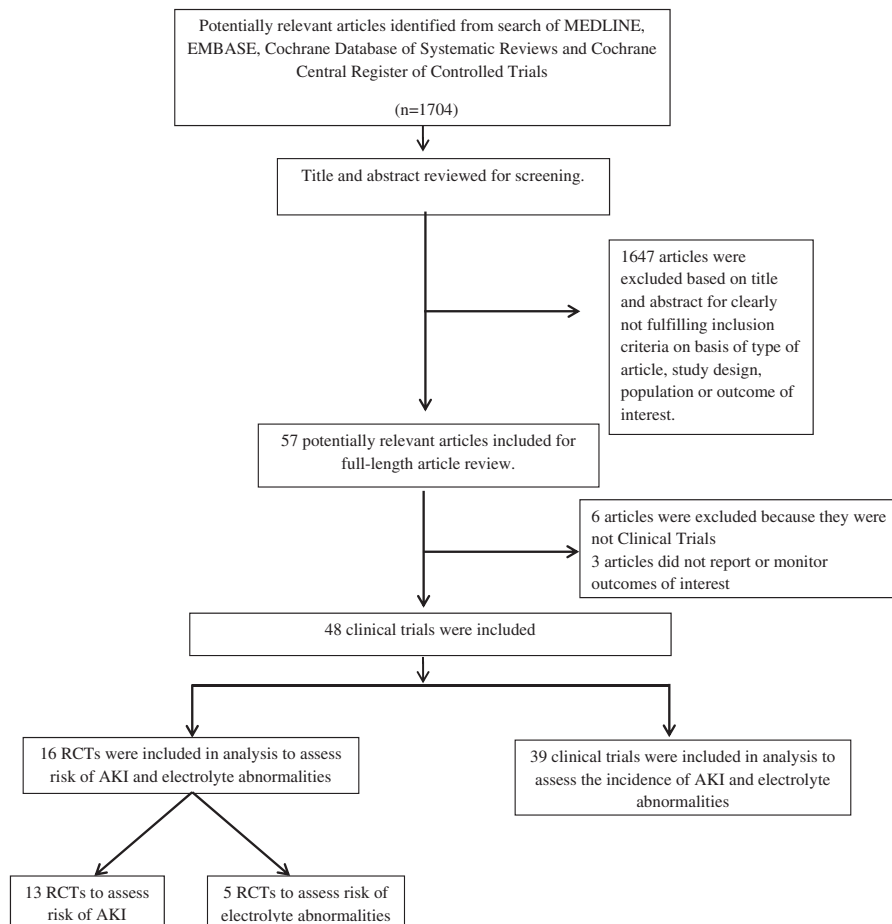 Potentially relevant articles identified from search of MEDLINE,
EMBASE, Cochrane Database of Systematic Reviews and Cochrane
Central Register of Controlled Trials
(n=1704)
Title and abstract reviewed for screening.
1647 articles were
excluded based on title
and abstract for clearly
not fulfilling inclusion
criteria on basis of type of
article, study design,
population or outcome of
interest.
57 potentially relevant articles included for
full-length article review.
6 articles were excluded because they were
not Clinical Trials
3 articles did not report or monitor
outcomes of interest
48 clinical trials were included
16 RCTs were included in analysis to assess
risk of AKI and electrolyte abnormalities
39 clinical trials were included in analysis to
assess the incidence of AKI and electrolyte
abnormalities
13 RCTs to assess
risk of AKI
5 RCTs to assess risk of
electrolyte abnormalities